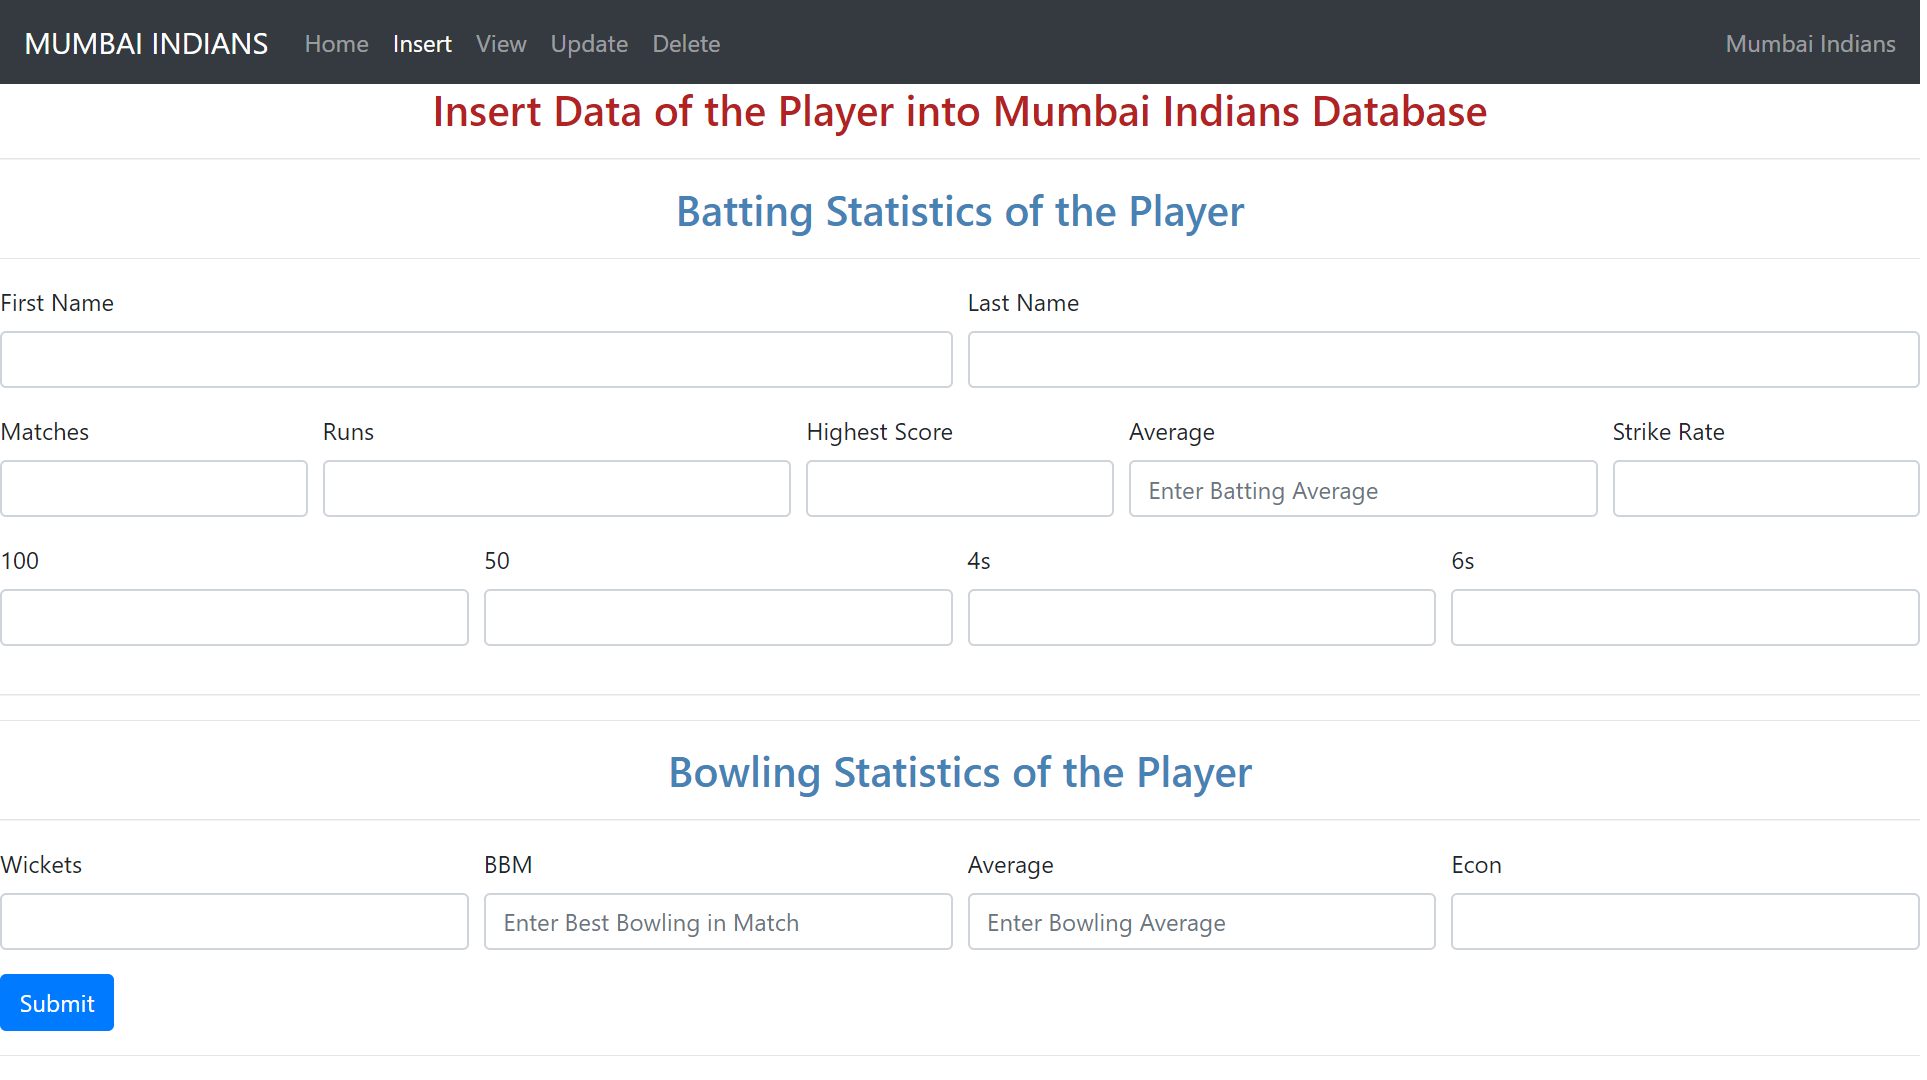 MUMBAI INDIANS Home Insert View Update Delete Mumbai Indians
Insert Data of the Player into Mumbai Indians Database
Batting Statistics of the Player
First Name Last Name
Matches Runs Highest Score Average Strike Rate
Enter Batting Average
100 50 4s 6s
Bowling Statistics of the Player
Wickets BBM Average Econ
Enter Best Bowling in Match Enter Bowling Average
Submit